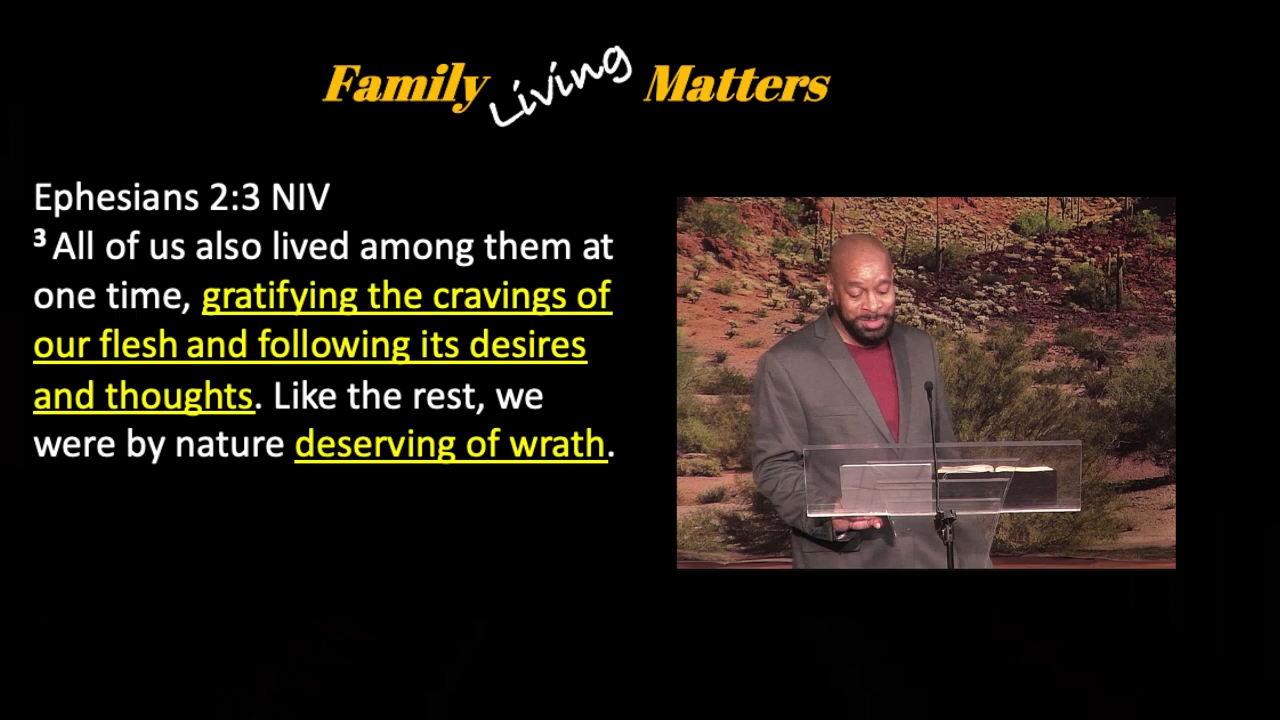 Family Living Matters
Ephesians 2:3 NIV
³ All of us also lived among them at
one time, gratifying the cravings of
our flesh and following its desires
and thoughts. Like the rest, we
were by nature deserving of wrath.